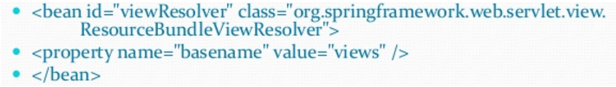 <bean id="viewResolver" class="org.springframework.web.servlet.view.
ResourceBundleViewResolver">
<property name="basename" value="views" />
</bean>